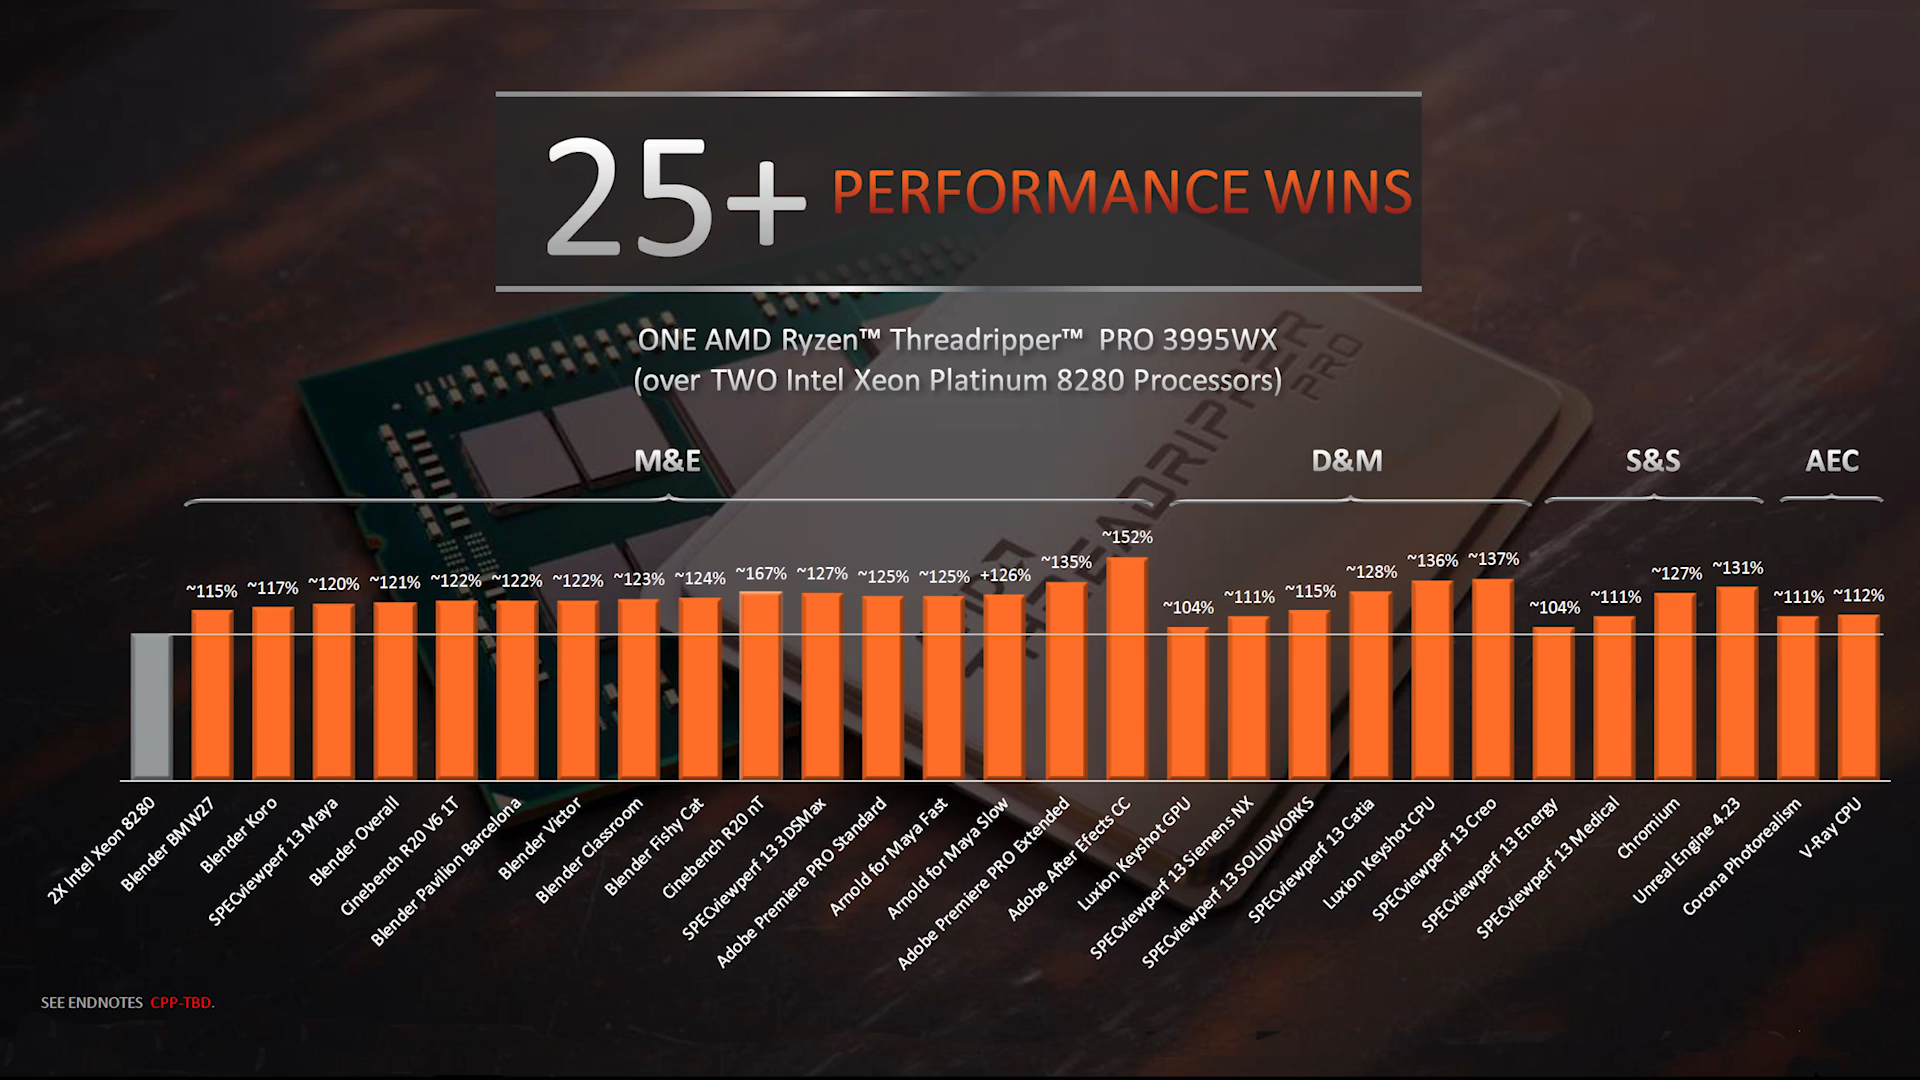 25+ PERFORMANCE WINS
ONE AMD Ryzen™ Threadripper™ PRO 3995WX
(over TWO Intel Xeon Platinum 8280 Processors)
THREADRIPPER
PRO
M&E
D&M
S&S
AEC
~115%
~117%
~120%
~121%
~122%
~122%
~122%
~123%
~124%
~167%
~127%
~125%
~125%
+126%
~135%
~152%
~104%
~111%
~115%
~128%
~136%
~137%
~104%
~111%
~127%
~131%
~111%
~112%
2X Intel Xeon 8280
Blender BMW27
Blender Koro
SPECviewperf 13 Maya
Blender Overall
Cinebench R20 V6 1T
Blender Pavilion Barcelona
Blender Victor
Blender Classroom
Blender Fishy Cat
Cinebench R20 nT
SPECviewperf 13 3DSMax
Adobe Premiere PRO Standard
Arnold for Maya Fast
Arnold for Maya Slow
Adobe Premiere PRO Extended
Adobe After Effects CC
Luxion Keyshot GPU
SPECviewperf 13 Siemens NX
SPECviewperf 13 SOLIDWORKS
SPECviewperf 13 Catia
Luxion Keyshot CPU
SPECviewperf 13 Creo
SPECviewperf 13 Energy
SPECviewperf 13 Medical
Chromium
Unreal Engine 4.23
Corona Photorealism
V-Ray CPU
SEE ENDNOTES CPP-TBD.